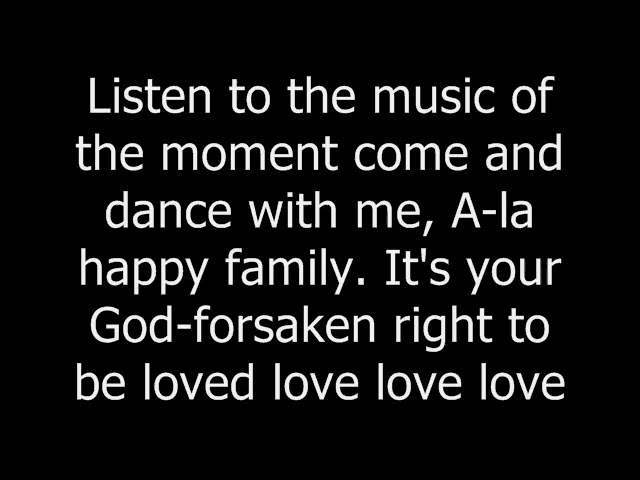 Listen to the music of
the moment come and
dance with me, A-la
happy family. It's your
God-forsaken right to
be loved love love love